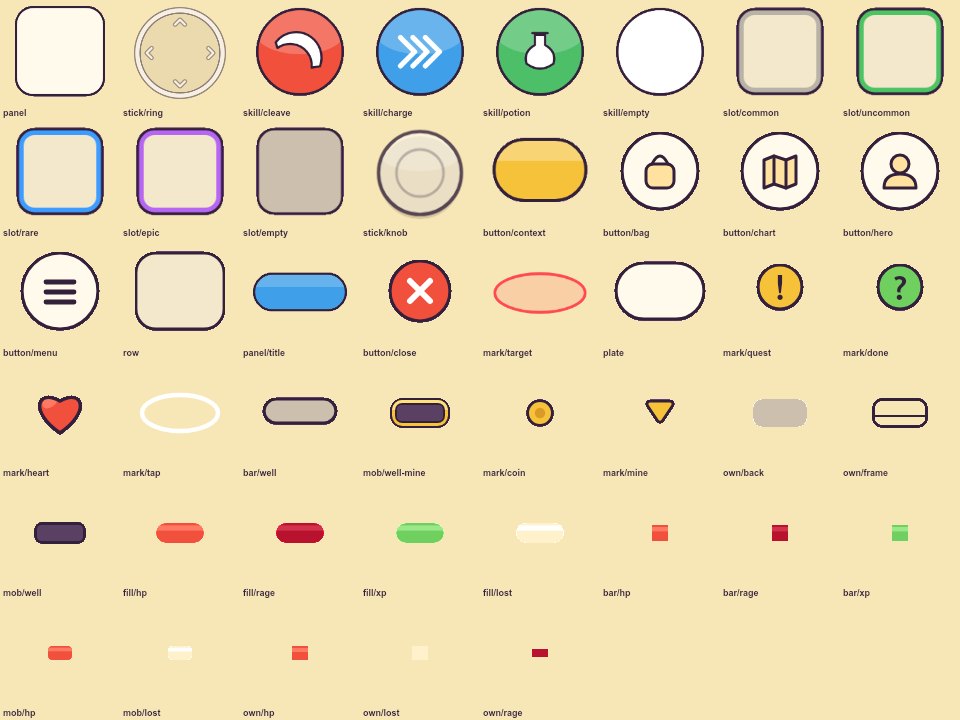 panel stick/ring skill/cleave skill/charge skill/potion skill/empty slot/common slot/uncommon
slot/rare slot/epic slot/empty stick/knob button/context button/bag button/chart button/hero
! ?
button/menu row panel/title button/close mark/target plate mark/quest mark/done
mark/heart mark/tap bar/well mob/well-mine mark/coin mark/mine own/back own/frame
mob/well fill/hp fill/rage fill/xp fill/lost bar/hp bar/rage bar/xp
mob/hp mob/lost own/hp own/lost own/rage